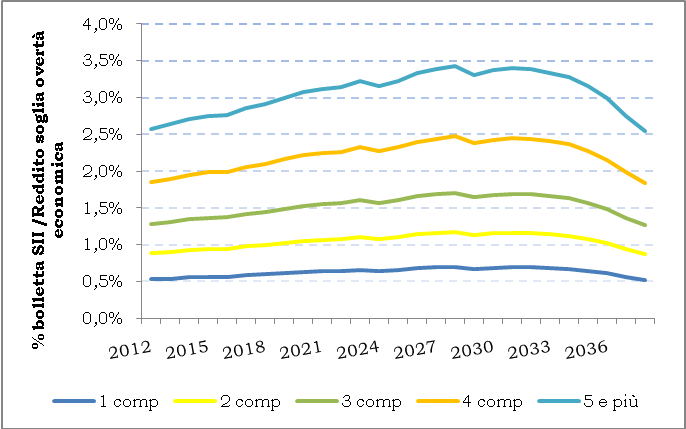 4,0%
3,5%
3,0%
2,5%
2,0%
1,5%
1,0%
0,5%
0,0%
% bolletta SII /Reddito soglia overtà
economica
2012 2015 2018 2021 2024 2027 2030 2033 2036
1 comp 2 comp 3 comp 4 comp 5 e più